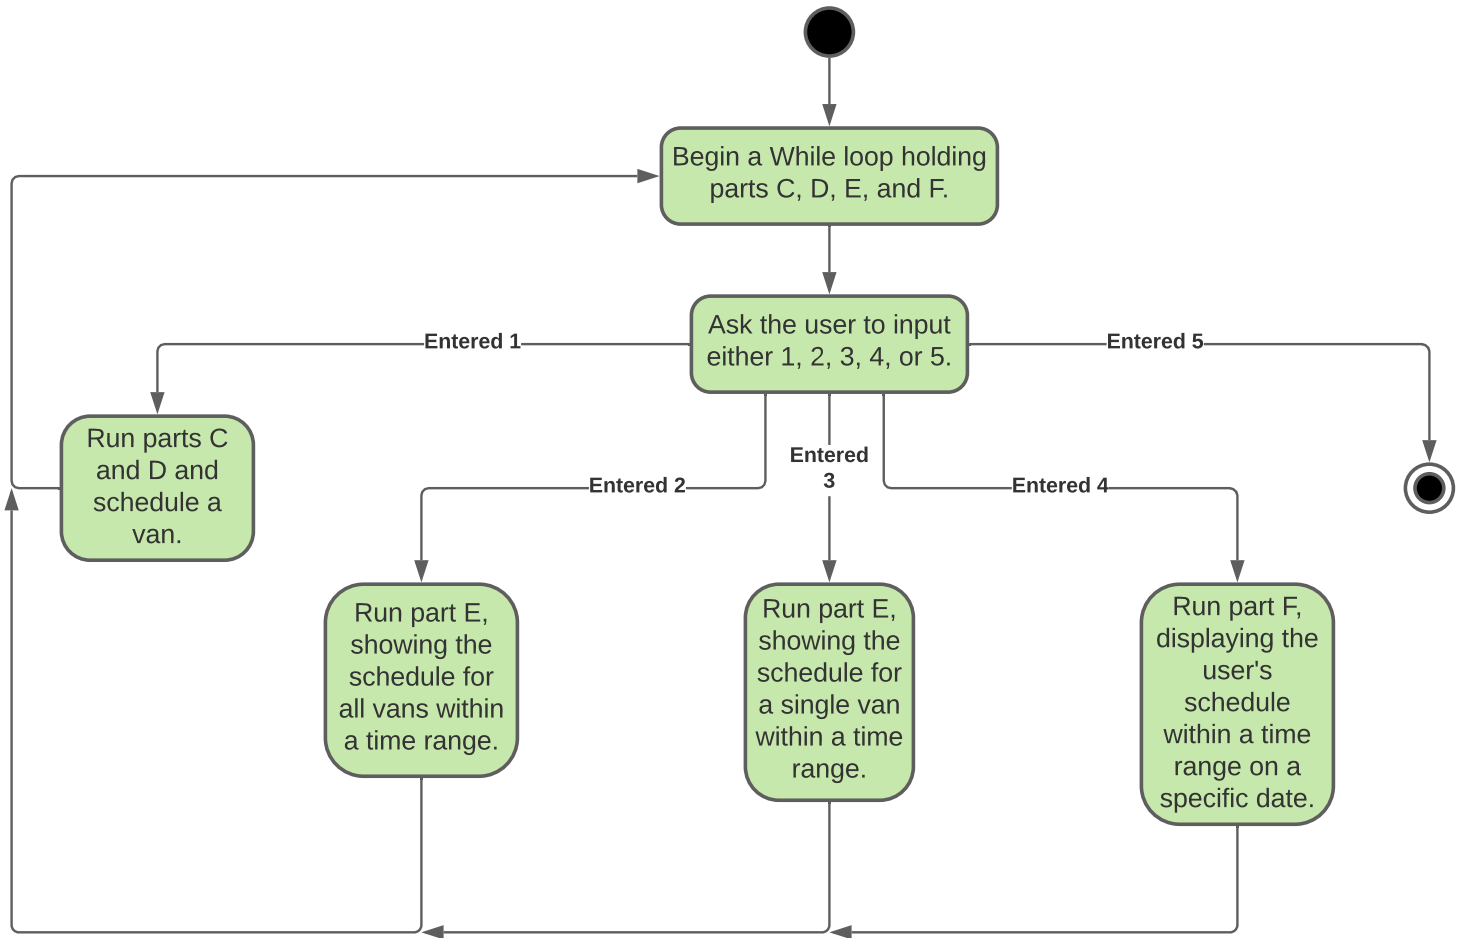 Begin a While loop holding
parts C, D, E, and F.
Ask the user to input
either 1, 2, 3, 4, or 5.
Entered 1
Entered 5
Run parts C
and D and
schedule a
van.
Entered 2
Entered
3
Entered 4
Run part E,
showing the
schedule for
all vans within
a time range.
Run part E,
showing the
schedule for
a single van
within a time
range.
Run part F,
displaying the
user's
schedule
within a time
range on a
specific date.